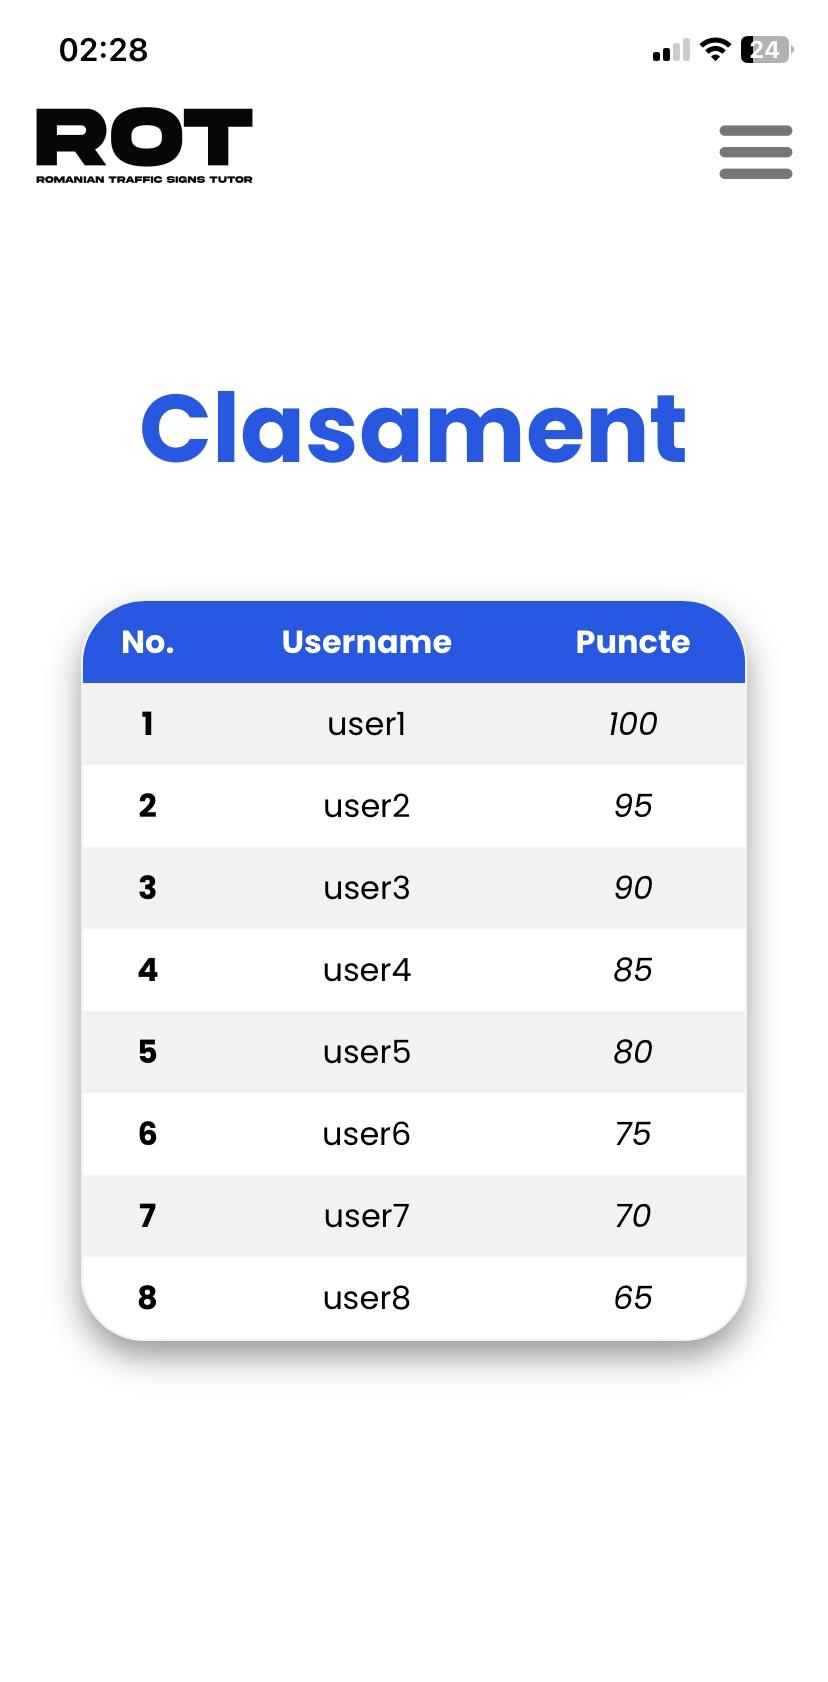 02:28
24
ROT
ROMANIAN TRAFFIC SIGNS TUTOR
Clasament
No. Username Puncte
1 user1 100
2 user2 95
3 user3 90
4 user4 85
5 user5 80
6 user6 75
7 user7 70
8 user8 65